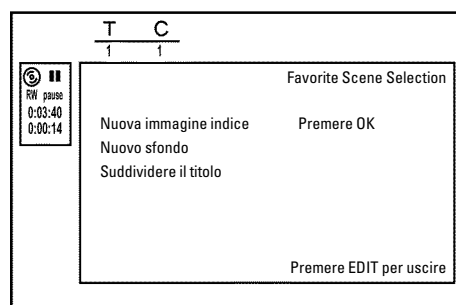 T C
1 1
RW pause
0:03:40
0:00:14
Favorite Scene Selection
Nuova immagine indice Premere OK
Nuovo sfondo
Suddividere il titolo
Premere EDIT per uscire